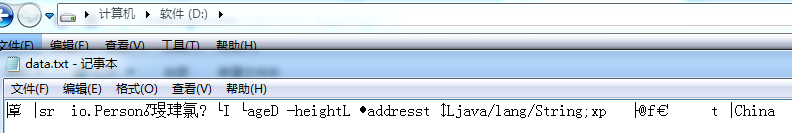 计算机 ▸ 软件 (D:) ▸
文件(F) 编辑(E) 查看(V) 工具(T) 帮助(H)
data.txt - 记事本
文件(F) 编辑(E) 格式(O) 查看(V) 帮助(H)
sr io.Person ? └I └ageD heightL addresst ↕Ljava/lang/String;xp ├@f€ t China